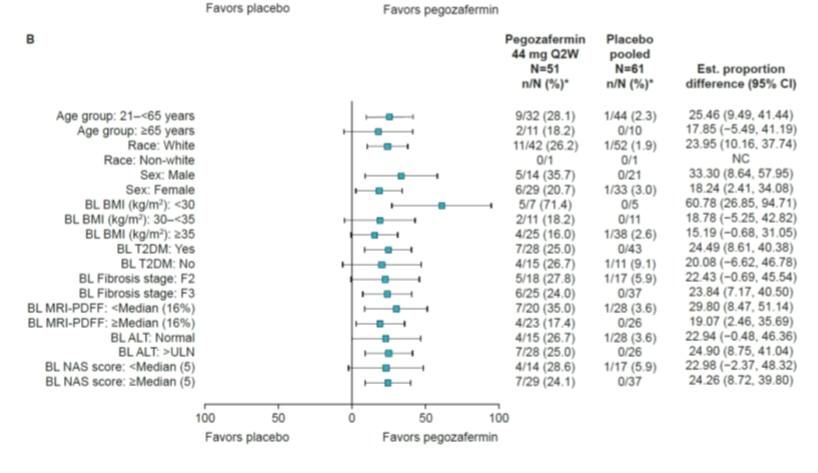 Favors placebo Favors pegozafermin
B
Pegozafermin Placebo
44 mg Q2W pooled
N=51 N=61 Est. proportion
n/N (%)* n/N (%)* difference (95% CI)
Age group: 21–<65 years 9/32 (28.1) 1/44 (2.3) 25.46 (9.49, 41.44)
Age group: ≥65 years 2/11 (18.2) 0/10 17.85 (−5.49, 41.19)
Race: White 11/42 (26.2) 1/52 (1.9) 23.95 (10.16, 37.74)
Race: Non-white 0/1 0/1 NC
Sex: Male 5/14 (35.7) 0/21 33.30 (8.64, 57.95)
Sex: Female 6/29 (20.7) 1/33 (3.0) 18.24 (2.41, 34.08)
BL BMI (kg/m²): <30 5/7 (71.4) 0/5 60.78 (26.85, 94.71)
BL BMI (kg/m²): 30–<35 2/11 (18.2) 0/11 18.78 (−5.25, 42.82)
BL BMI (kg/m²): ≥35 4/25 (16.0) 1/38 (2.6) 15.19 (−0.68, 31.05)
BL T2DM: Yes 7/28 (25.0) 0/43 24.49 (8.61, 40.38)
BL T2DM: No 4/15 (26.7) 1/11 (9.1) 20.08 (−6.62, 46.78)
BL Fibrosis stage: F2 5/18 (27.8) 1/17 (5.9) 22.43 (−0.69, 45.54)
BL Fibrosis stage: F3 6/25 (24.0) 0/37 23.84 (7.17, 40.50)
BL MRI-PDFF: <Median (16%) 7/20 (35.0) 1/28 (3.6) 29.80 (8.47, 51.14)
BL MRI-PDFF: ≥Median (16%) 4/23 (17.4) 0/26 19.07 (2.46, 35.69)
BL ALT: Normal 4/15 (26.7) 1/28 (3.6) 22.94 (−0.48, 46.36)
BL ALT: >ULN 7/28 (25.0) 0/26 24.90 (8.75, 41.04)
BL NAS score: <Median (5) 4/14 (28.6) 1/17 (5.9) 22.98 (−2.37, 48.32)
BL NAS score: ≥Median (5) 7/29 (24.1) 0/37 24.26 (8.72, 39.80)
100 50 0 50 100
Favors placebo Favors pegozafermin